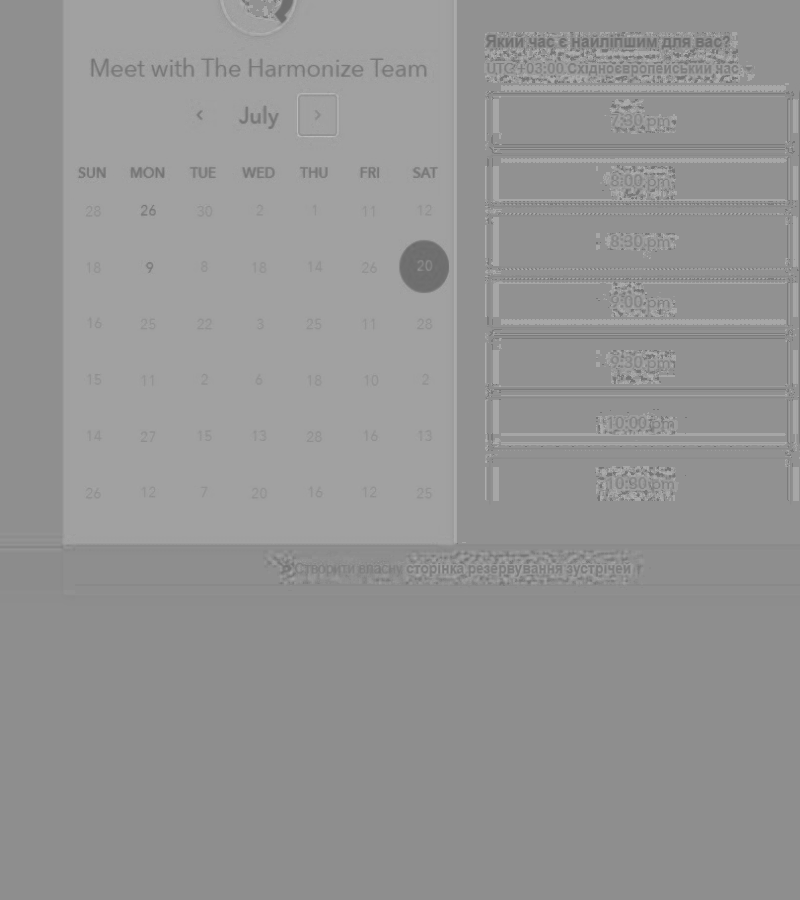 Meet with The Harmonize Team
July
SUN MON TUE WED THU FRI SAT
28 26 30 2 1 11 12
18 9 8 18 14 26 20
16 25 22 3 25 11 28
15 11 2 6 18 10 2
14 27 15 13 28 16 13
26 12 7 20 16 12 25
Який час є найліпшим для вас?
UTC +03:00 Східноєвропейський час
7:30 pm
8:00 pm
8:30 pm
9:00 pm
9:30 pm
10:00 pm
10:30 pm
Створити власну сторінка резервування зустрічей